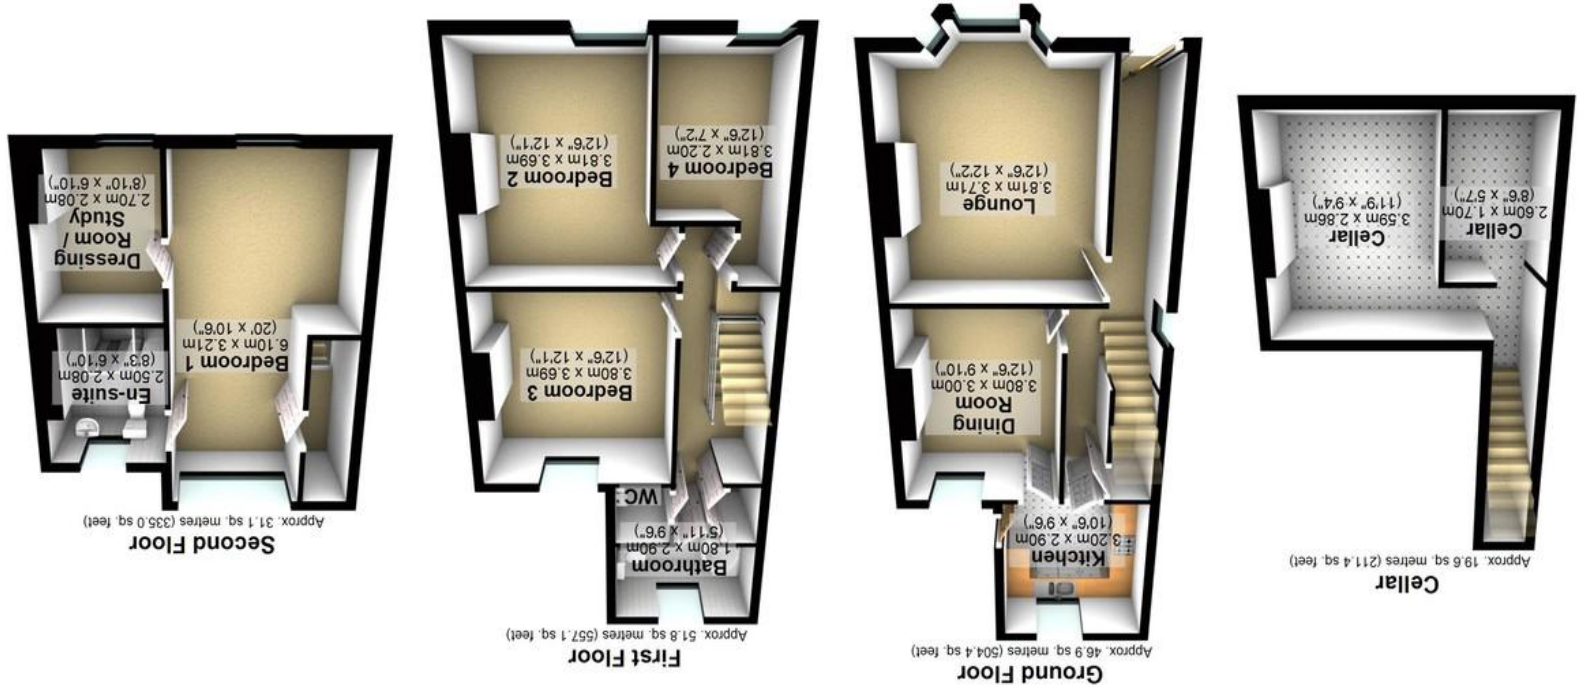 Cellar
Approx. 19.6 sq. metres (211.4 sq. feet)
Cellar
2.60m x 1.70m
(8'6" x 5'7")
Cellar
3.59m x 2.86m
(11'9" x 9'4")
Ground Floor
Approx. 46.9 sq. metres (504.4 sq. feet)
Kitchen
3.20m x 2.90m
(10'6" x 9'6")
Dining
Room
3.80m x 3.00m
(12'6" x 9'10")
Lounge
3.81m x 3.71m
(12'6" x 12'2")
First Floor
Approx. 51.8 sq. metres (557.1 sq. feet)
Bathroom
1.80m x 2.90m
(5'11" x 9'6")
WC
Bedroom 3
3.80m x 3.69m
(12'6" x 12'1")
Bedroom 4
3.81m x 2.20m
(12'6" x 7'2")
Bedroom 2
3.81m x 3.69m
(12'6" x 12'1")
Second Floor
Approx. 31.1 sq. metres (335.0 sq. feet)
Bedroom 1
6.10m x 3.21m
(20' x 10'6")
En-suite
2.50m x 2.08m
(8'3" x 6'10")
Dressing
Room /
Study
2.70m x 2.08m
(8'10" x 6'10")